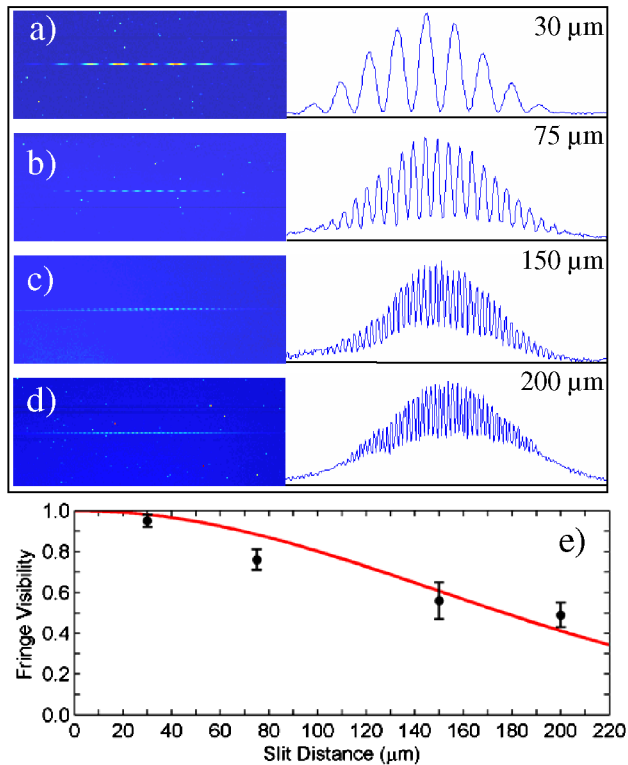 a)
30 µm
b)
75 µm
c)
150 µm
d)
200 µm
e)
1.0
0.8
0.6
0.4
0.2
0.0
Fringe Visibility
0 20 40 60 80 100 120 140 160 180 200 220
Slit Distance (µm)